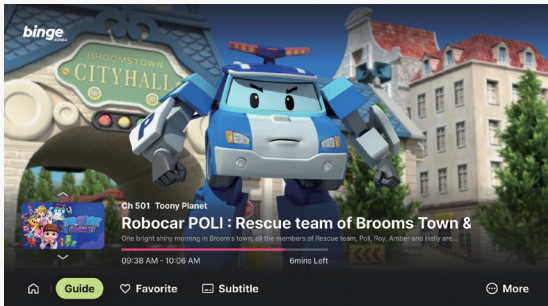 binge
KOREA
BROOMSTOWN
CITYHALL
Ch 501 Toony Planet
Robocar POLI : Rescue team of Brooms Town &
One bright shiny morning in Broom's town, all the members of Rescue team, Poli, Roy, Amber and Helly are...
09:38 AM - 10:06 AM
6mins Left
Guide
Favorite
Subtitle
More